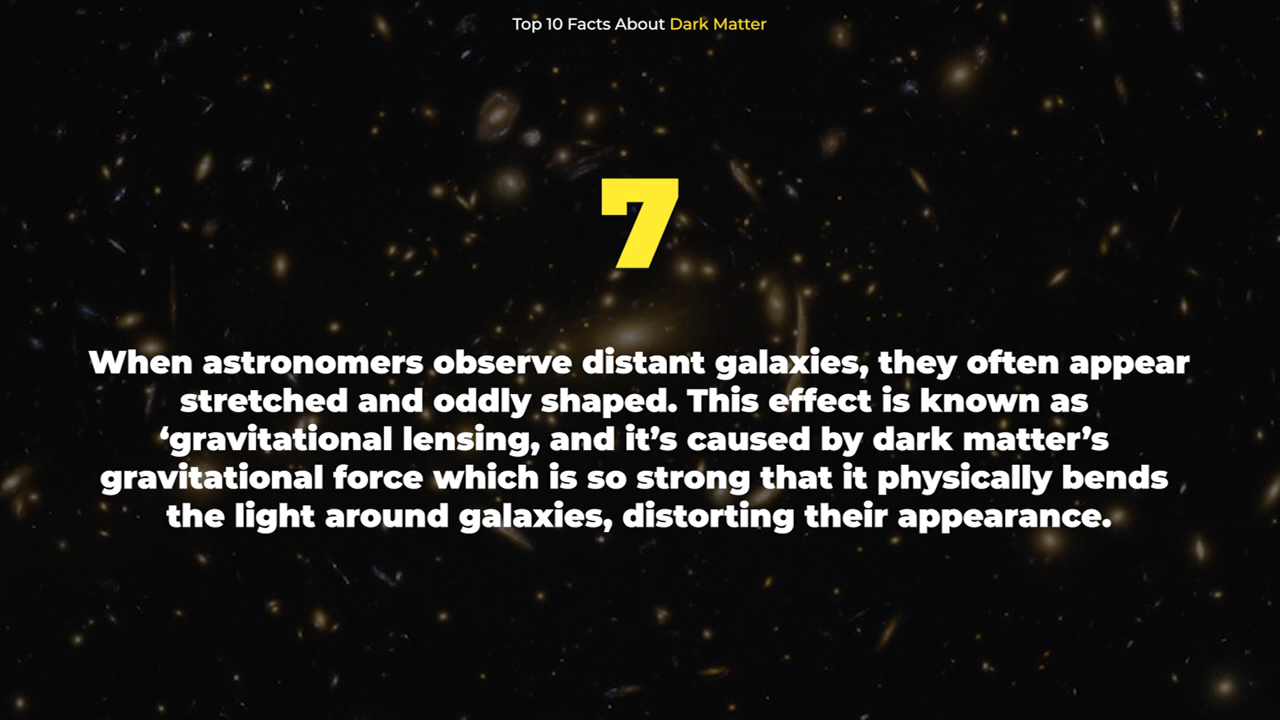 Top 10 Facts About Dark Matter
7
When astronomers observe distant galaxies, they often appear
stretched and oddly shaped. This effect is known as
‘gravitational lensing, and it’s caused by dark matter’s
gravitational force which is so strong that it physically bends
the light around galaxies, distorting their appearance.